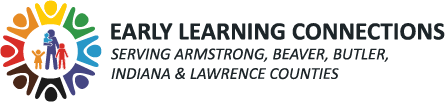 EARLY LEARNING CONNECTIONS
SERVING ARMSTRONG, BEAVER, BUTLER,
INDIANA & LAWRENCE COUNTIES